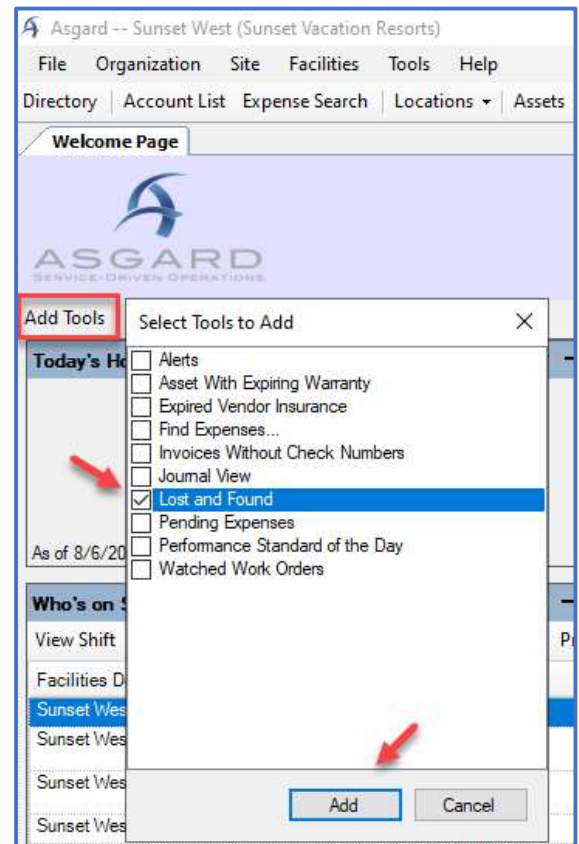 Asgard -- Sunset West (Sunset Vacation Resorts)
File Organization Site Facilities Tools Help
Directory Account List Expense Search Locations Assets
Welcome Page
ASGARD
SERVICE-DRIVEN OPERATIONS
Add Tools
Select Tools to Add
Today's Ho
Alerts
Asset With Expiring Warranty
Expired Vendor Insurance
Find Expenses...
Invoices Without Check Numbers
Journal View
Lost and Found
Pending Expenses
As of 8/6/20
Performance Standard of the Day
Watched Work Orders
Who's on S
View Shift
Facilities D
Sunset Wes
Sunset Wes
Sunset Wes
Add Cancel
Sunset Wes